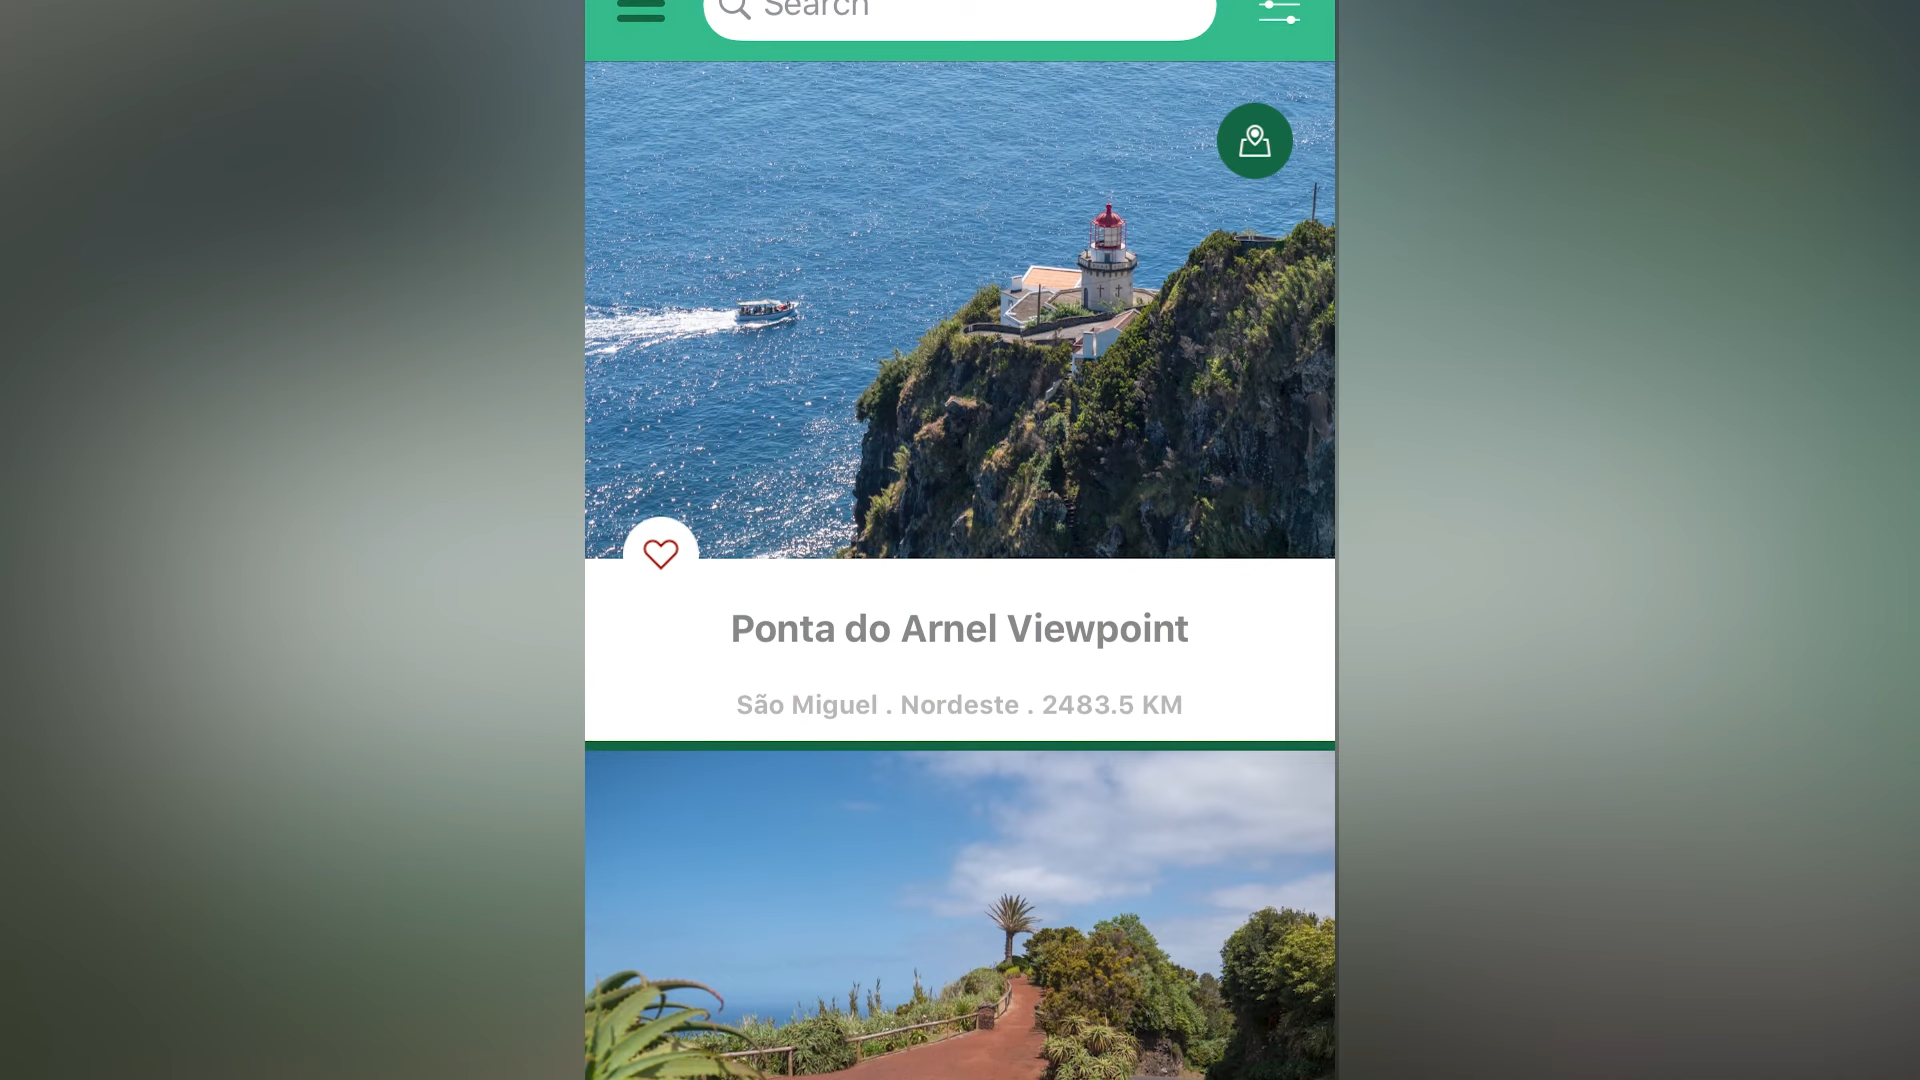 Search
Ponta do Arnel Viewpoint
São Miguel . Nordeste . 2483.5 KM